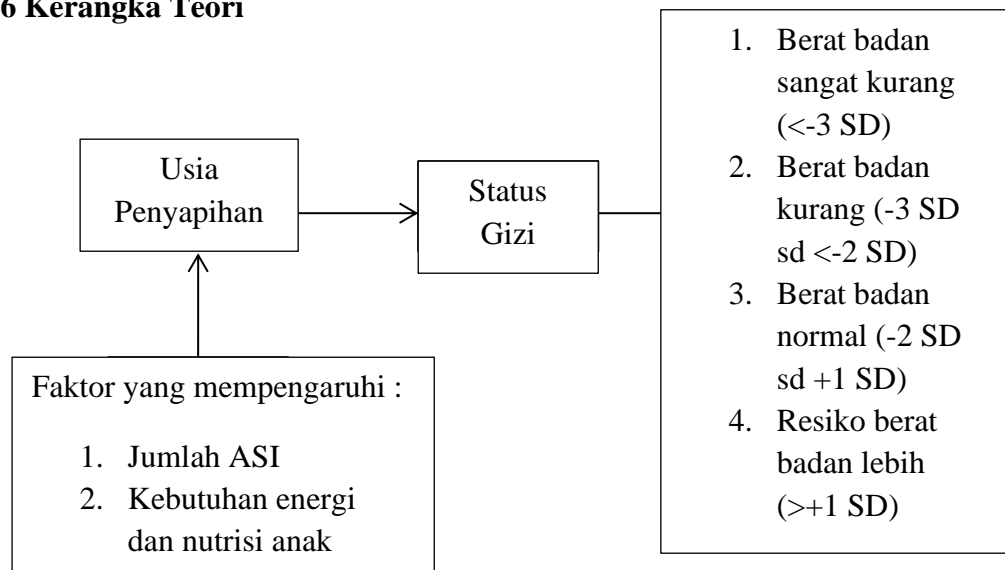 6 Kerangka Teori
Usia
Penyapihan
Status
Gizi
1. Berat badan
sangat kurang
(<-3 SD)
2. Berat badan
kurang (-3 SD
sd <-2 SD)
3. Berat badan
normal (-2 SD
sd +1 SD)
4. Resiko berat
badan lebih
(>+1 SD)
Faktor yang mempengaruhi :
1. Jumlah ASI
2. Kebutuhan energi
dan nutrisi anak